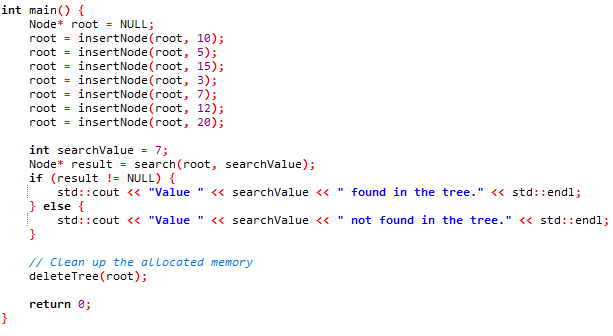 int main() {
    Node* root = NULL;
    root = insertNode(root, 10);
    root = insertNode(root, 5);
    root = insertNode(root, 15);
    root = insertNode(root, 3);
    root = insertNode(root, 7);
    root = insertNode(root, 12);
    root = insertNode(root, 20);

    int searchValue = 7;
    Node* result = search(root, searchValue);
    if (result != NULL) {
        std::cout << "Value " << searchValue << " found in the tree." << std::endl;
    } else {
        std::cout << "Value " << searchValue << " not found in the tree." << std::endl;
    }

    // Clean up the allocated memory
    deleteTree(root);

    return 0;
}